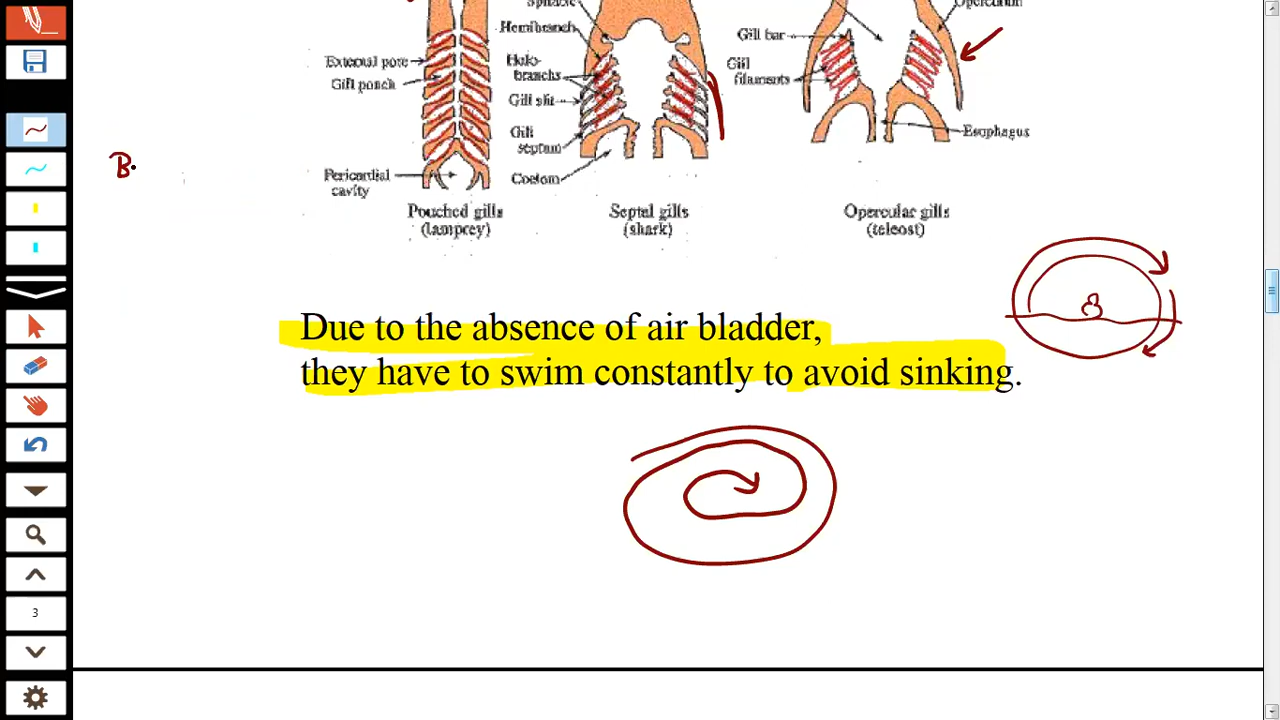 Hemibranch
Gill bar
External pore
Holo-
branchs
Gill
filaments
Gill pouch
Gill slit
Gill
septum
Esophagus
Pericardial
cavity
Coelom
Pouched gills
(lamprey)
Septal gills
(shark)
Opercular gills
(teleost)
B.
Due to the absence of air bladder,
they have to swim constantly to avoid sinking.
3